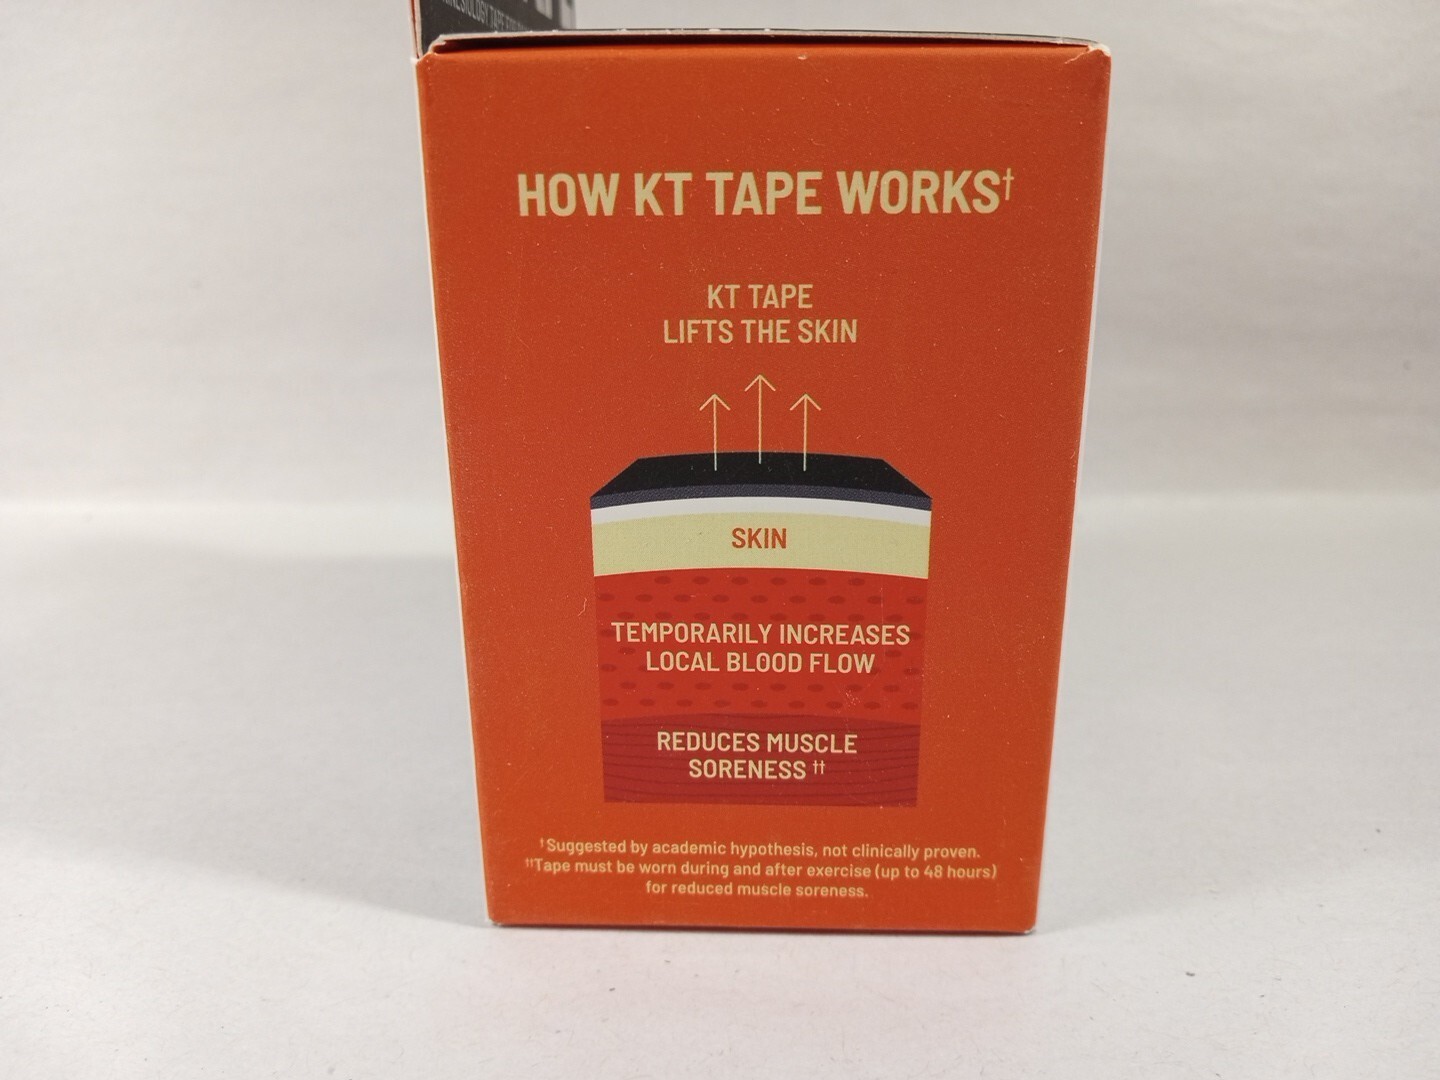 TAPE
HOW KT TAPE WORKS†
KT TAPE
LIFTS THE SKIN
SKIN
TEMPORARILY INCREASES
LOCAL BLOOD FLOW
REDUCES MUSCLE
SORENESS ††
†Suggested by academic hypothesis, not clinically proven.
††Tape must be worn during and after exercise (up to 48 hours)
for reduced muscle soreness.